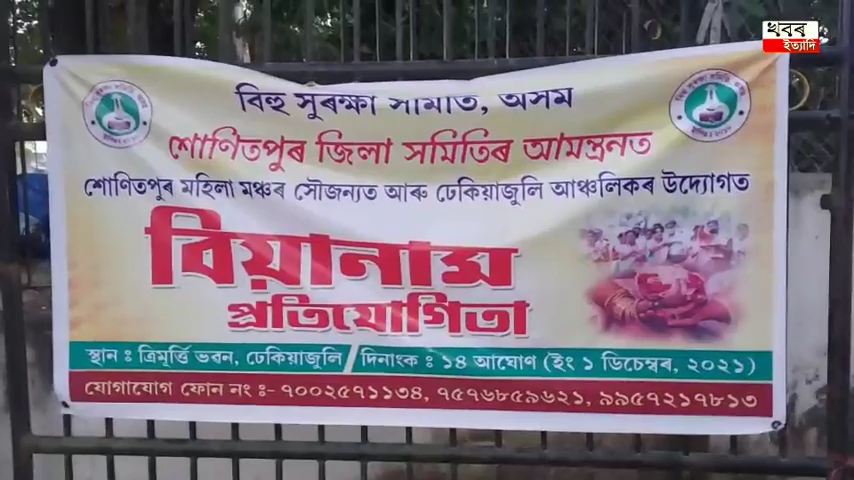 খবৰ
ইত্যাদি
বিহু সুৰক্ষা সমিতি, অসম
শোণিতপুৰ জিলা সমিতিৰ আমন্ত্ৰনত
শোণিতপুৰ মহিলা মঞ্চৰ সৌজন্যত আৰু ঢেকিয়াজুলি আঞ্চলিকৰ উদ্যোগত
বিয়ানাম
প্ৰতিযোগিতা
স্থান : ত্ৰিমূৰ্ত্তি ভৱন, ঢেকিয়াজুলি / দিনাংক : ১৪ আঘোণ (ইং ১ ডিচেম্বৰ, ২০২১)
যোগাযোগ ফোন নং :- ৭০০২৫৭১১৩৪, ৭৫৭৬৮৫৯৬২১, ৯৯৫৭২১৭৮১৩